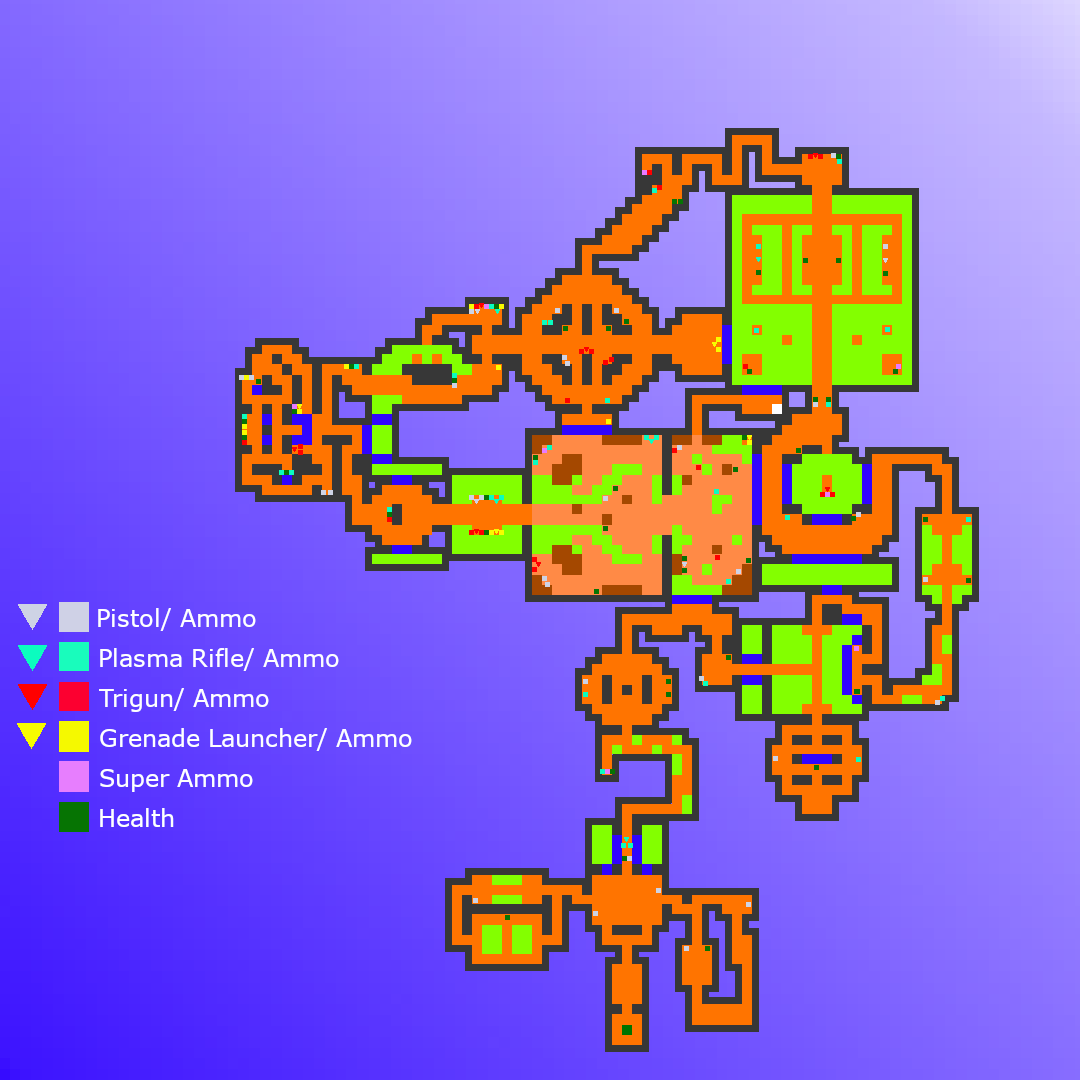 Pistol/ Ammo
Plasma Rifle/ Ammo
Trigun/ Ammo
Grenade Launcher/ Ammo
Super Ammo
Health